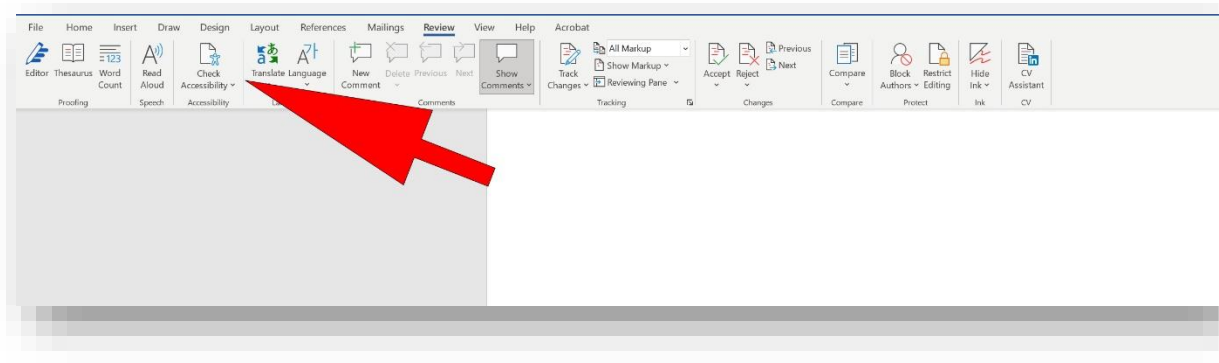 File Home Insert Draw Design Layout References Mailings Review View Help Acrobat
Editor Thesaurus Word Count Read Aloud Check Accessibility Translate Language New Comment Delete Previous Next Show Comments Track Changes All Markup Show Markup Reviewing Pane Accept Reject Previous Next Compare Block Authors Restrict Editing Hide Ink CV Assistant
Proofing Speech Accessibility Comments Tracking Changes Compare Protect Ink CV